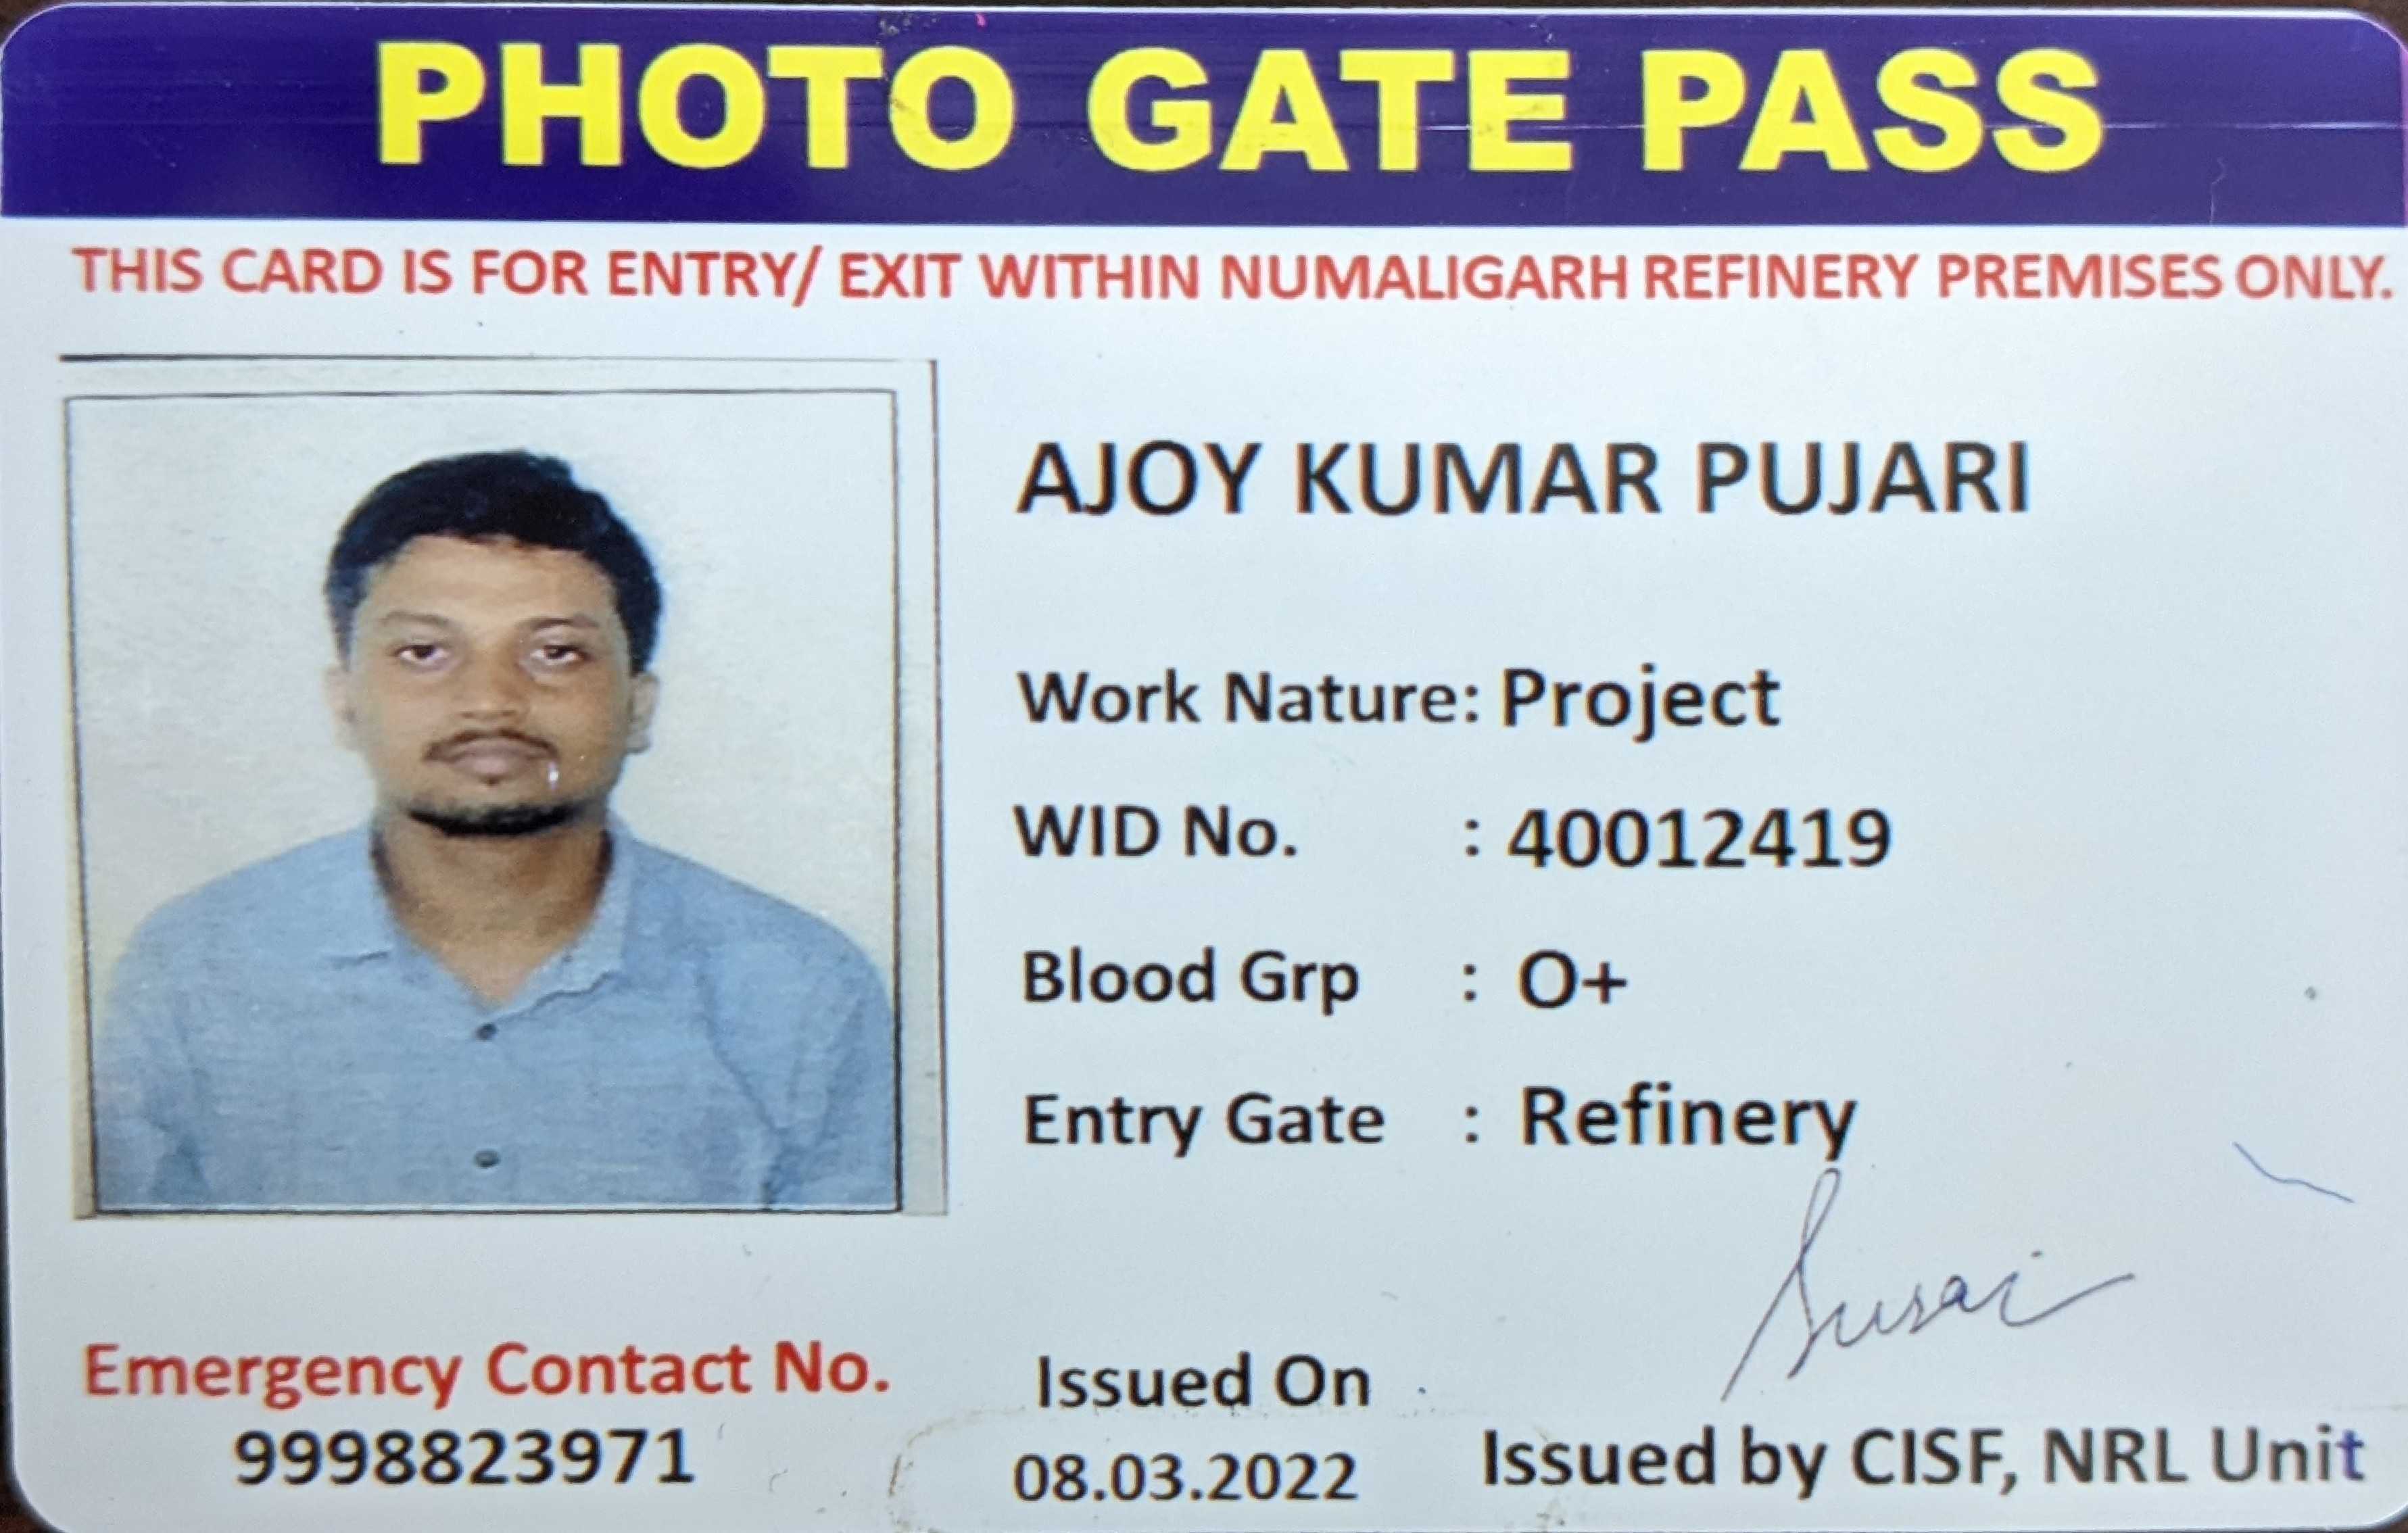 PHOTO GATE PASS
THIS CARD IS FOR ENTRY/ EXIT WITHIN NUMALIGARH REFINERY PREMISES ONLY.
AJOY KUMAR PUJARI
Work Nature: Project
WID No. : 40012419
Blood Grp : O+
Entry Gate : Refinery
Emergency Contact No.
9998823971
Issued On
08.03.2022
Issued by CISF, NRL Unit